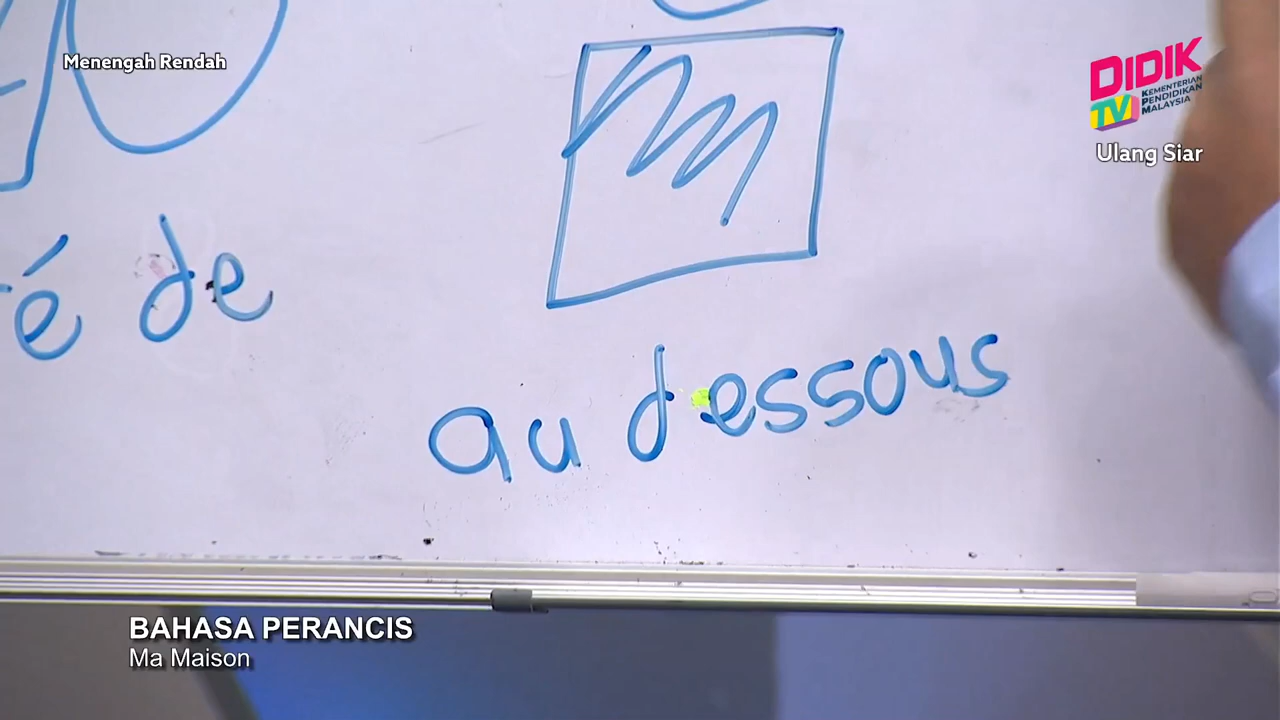 Menengah Rendah
DIDIK
TV
KEMENTERIAN
PENDIDIKAN
MALAYSIA
Ulang Siar
é de
au dessous
BAHASA PERANCIS
Ma Maison